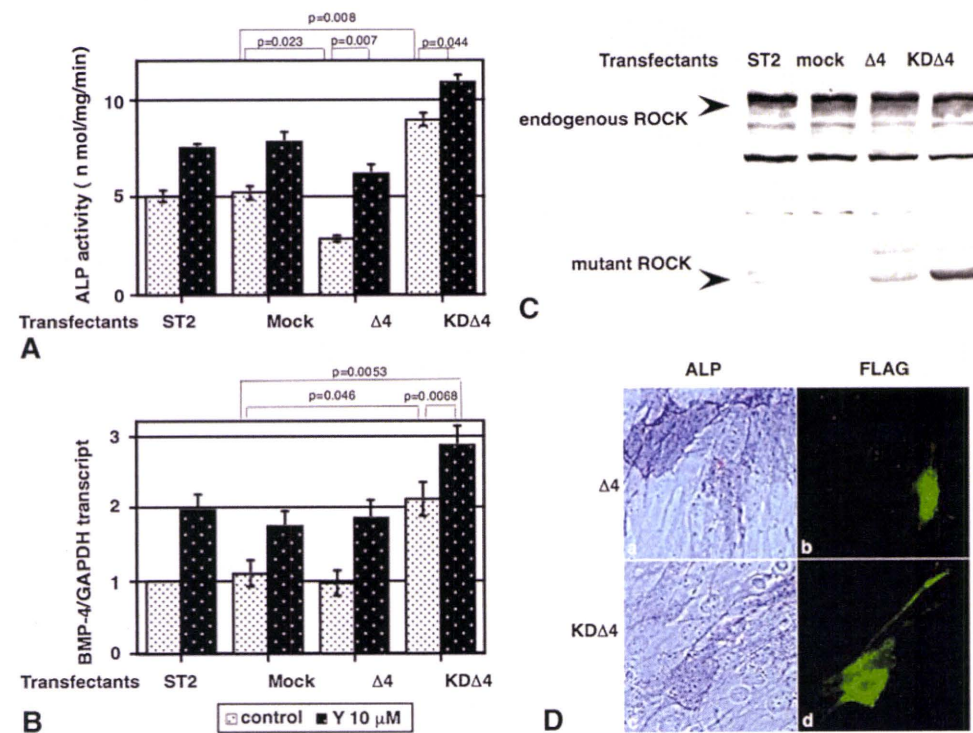 p=0.008
p=0.023
p=0.007
p=0.044
ALP activity ( n mol/mg/min)
10
5
0
Transfectants ST2 Mock Δ4 KDΔ4
A
p=0.0053
p=0.046
p=0.0068
BMP-4/GAPDH transcript
3
2
1
0
Transfectants ST2 Mock Δ4 KDΔ4
control Y 10 μM
B
Transfectants ST2 mock Δ4 KDΔ4
endogenous ROCK
mutant ROCK
C
ALP FLAG
Δ4
a b
KDΔ4
c d
D